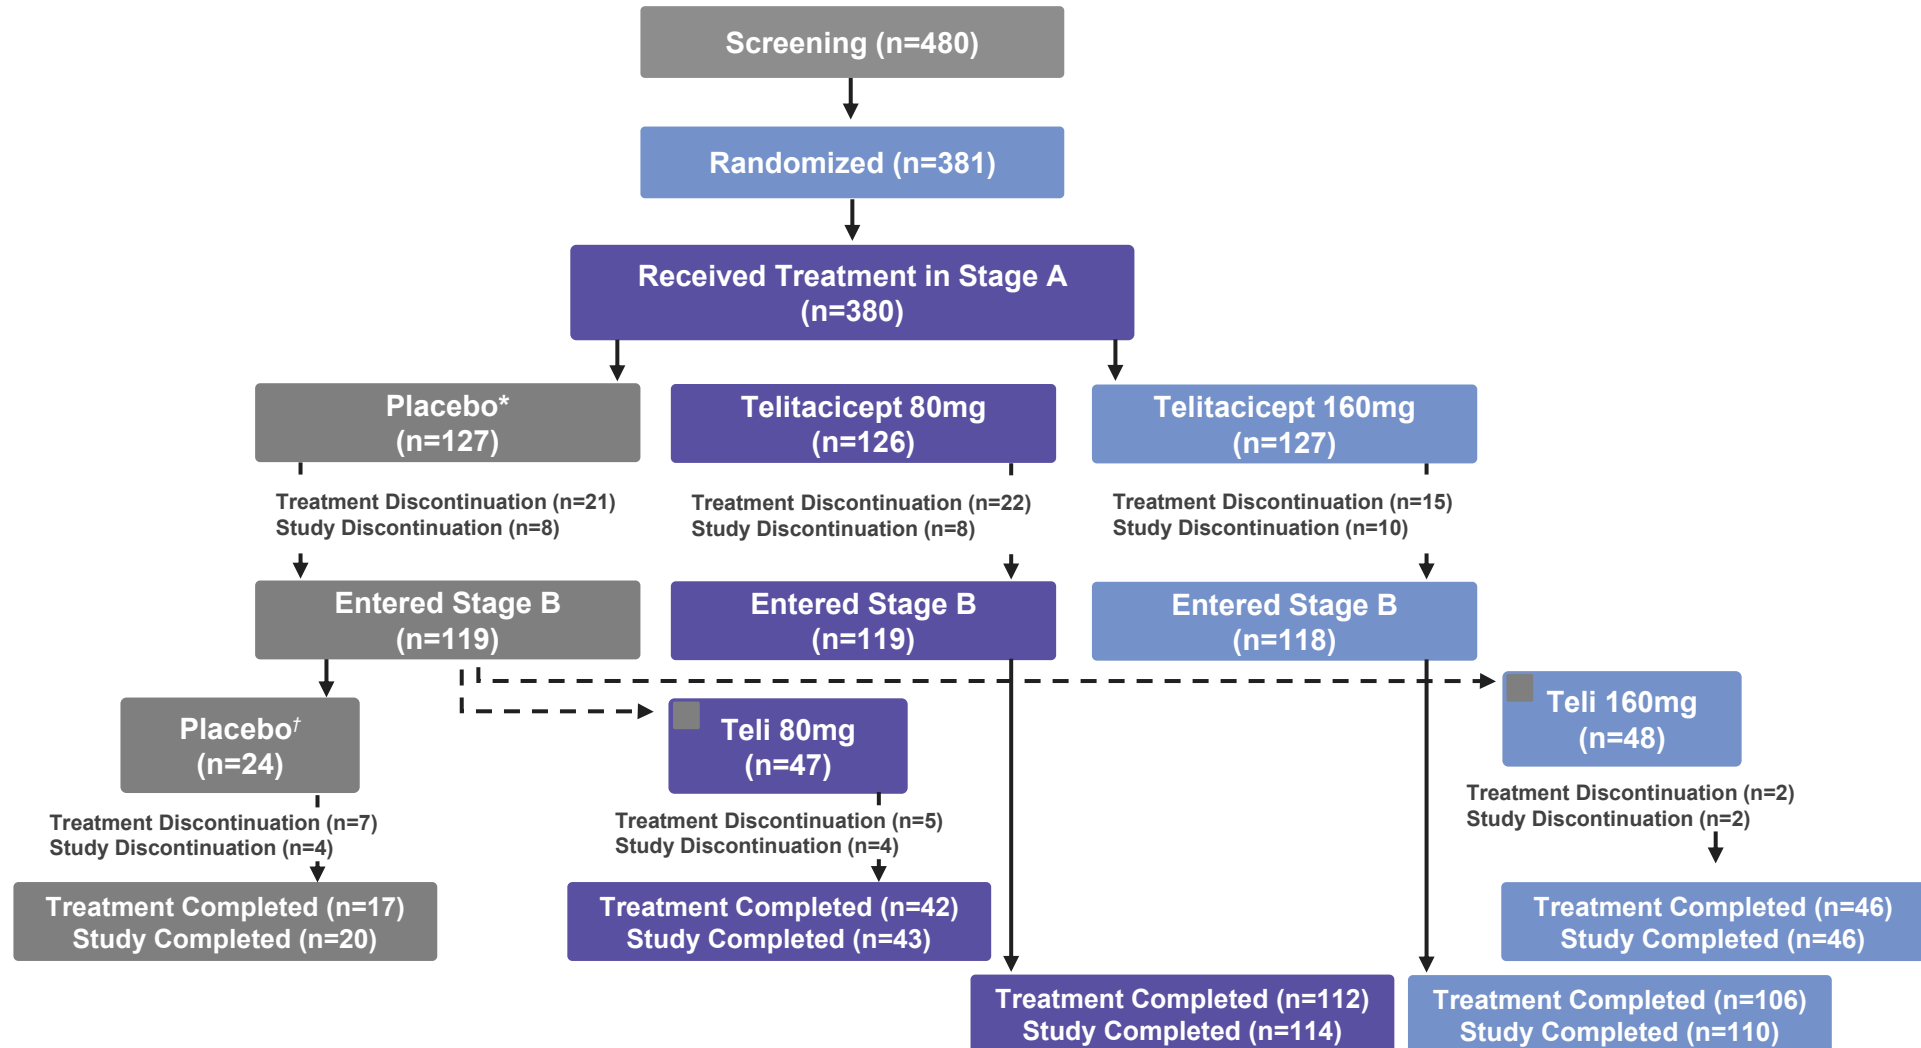 Screening (n=480)
Randomized (n=381)
Received Treatment in Stage A
(n=380)
Placebo*
(n=127)
Telitacicept 80mg
(n=126)
Telitacicept 160mg
(n=127)
Treatment Discontinuation (n=21)
Study Discontinuation (n=8)
Treatment Discontinuation (n=22)
Study Discontinuation (n=8)
Treatment Discontinuation (n=15)
Study Discontinuation (n=10)
Entered Stage B
(n=119)
Entered Stage B
(n=119)
Entered Stage B
(n=118)
Placebo†
(n=24)
Teli 80mg
(n=47)
Teli 160mg
(n=48)
Treatment Discontinuation (n=7)
Study Discontinuation (n=4)
Treatment Discontinuation (n=5)
Study Discontinuation (n=4)
Treatment Discontinuation (n=2)
Study Discontinuation (n=2)
Treatment Completed (n=17)
Study Completed (n=20)
Treatment Completed (n=42)
Study Completed (n=43)
Treatment Completed (n=46)
Study Completed (n=46)
Treatment Completed (n=112)
Study Completed (n=114)
Treatment Completed (n=106)
Study Completed (n=110)